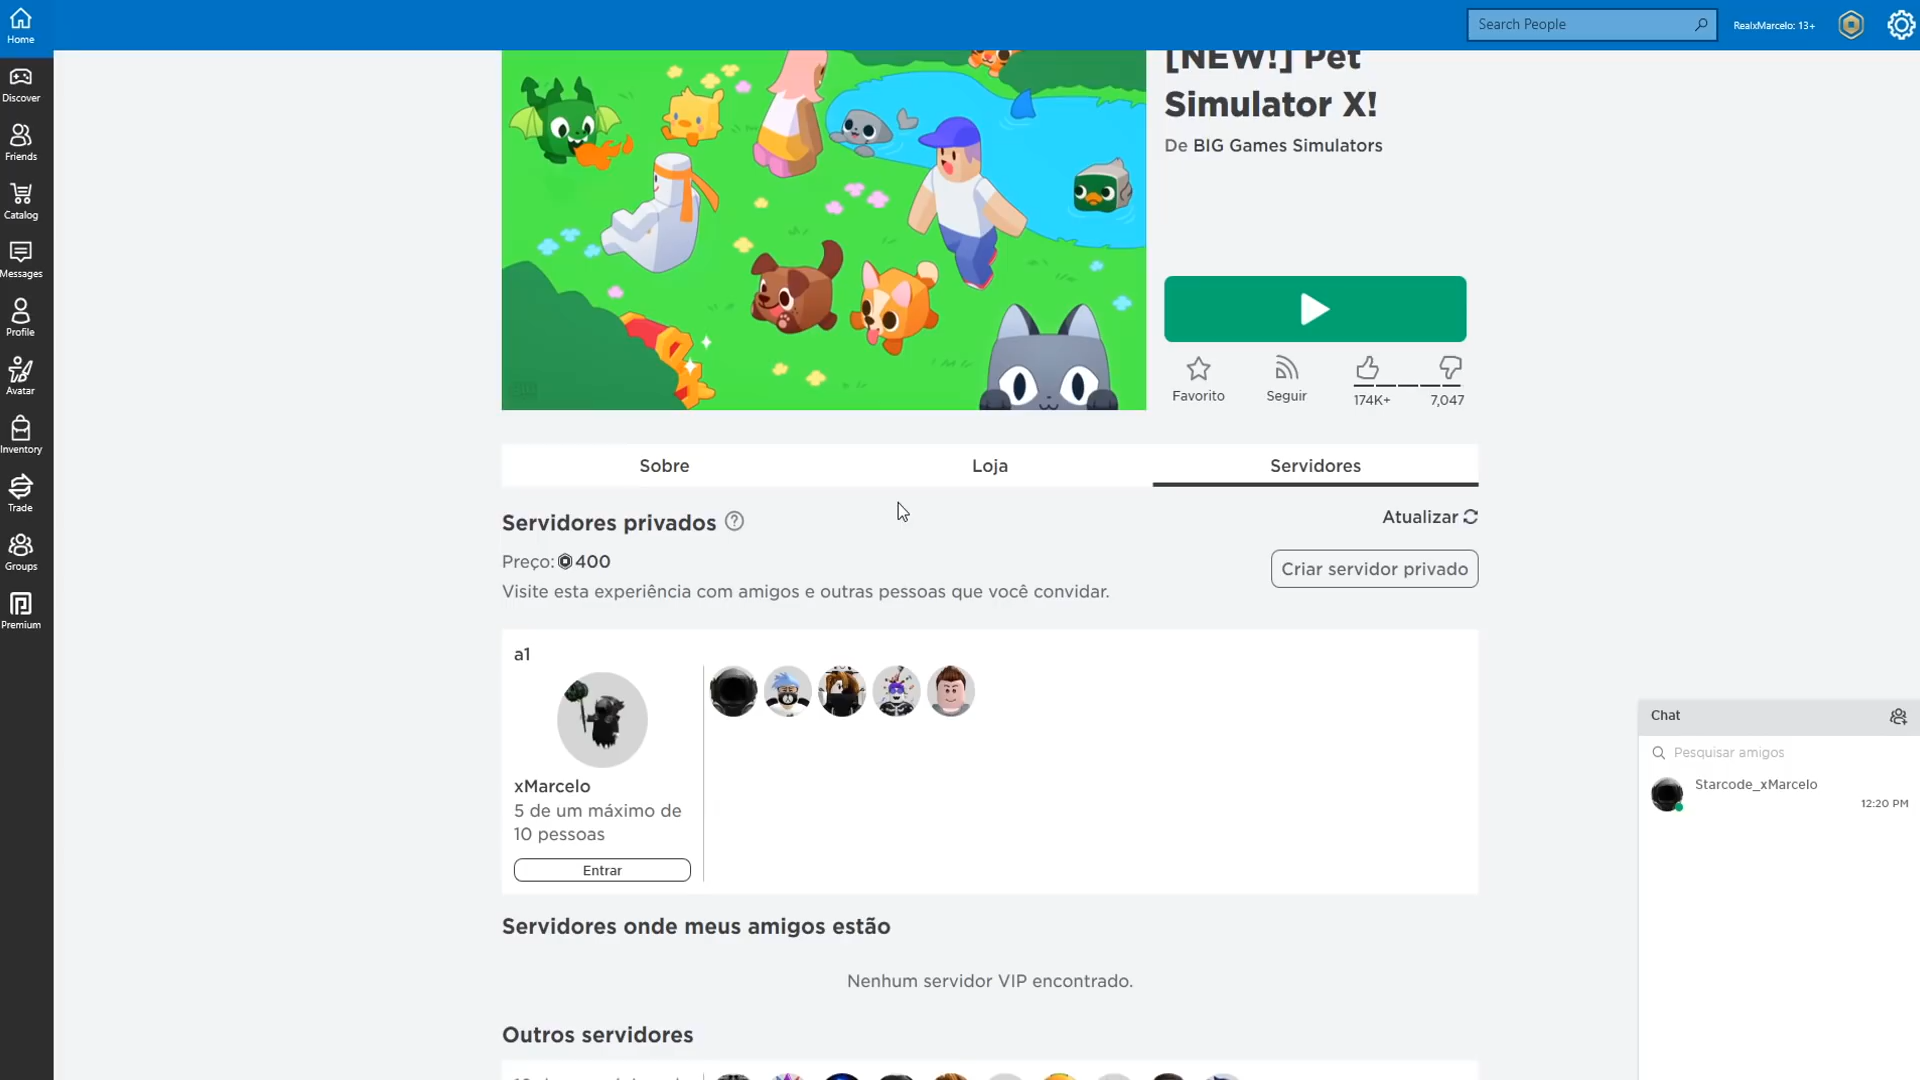 Home
Search People
RealxMarcelo: 13+
Discover
Friends
Catalog
Messages
Profile
Avatar
Inventory
Trade
Groups
Premium
[NEW!] Pet
Simulator X!
De BIG Games Simulators
Favorito
Seguir
174K+
7,047
Sobre
Loja
Servidores
Servidores privados
Atualizar
Preço: 400
Criar servidor privado
Visite esta experiência com amigos e outras pessoas que você convidar.
a1
xMarcelo
5 de um máximo de
10 pessoas
Entrar
Servidores onde meus amigos estão
Nenhum servidor VIP encontrado.
Outros servidores
Chat
Pesquisar amigos
Starcode_xMarcelo
12:20 PM